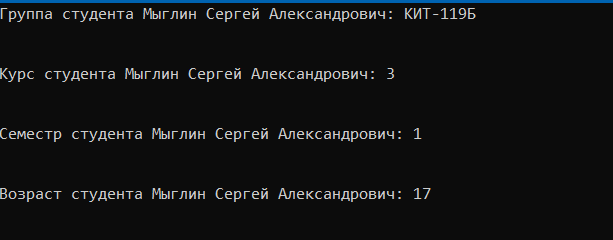 Группа студента Мыглин Сергей Александрович: КИТ-119Б
Курс студента Мыглин Сергей Александрович: 3
Семестр студента Мыглин Сергей Александрович: 1
Возраст студента Мыглин Сергей Александрович: 17